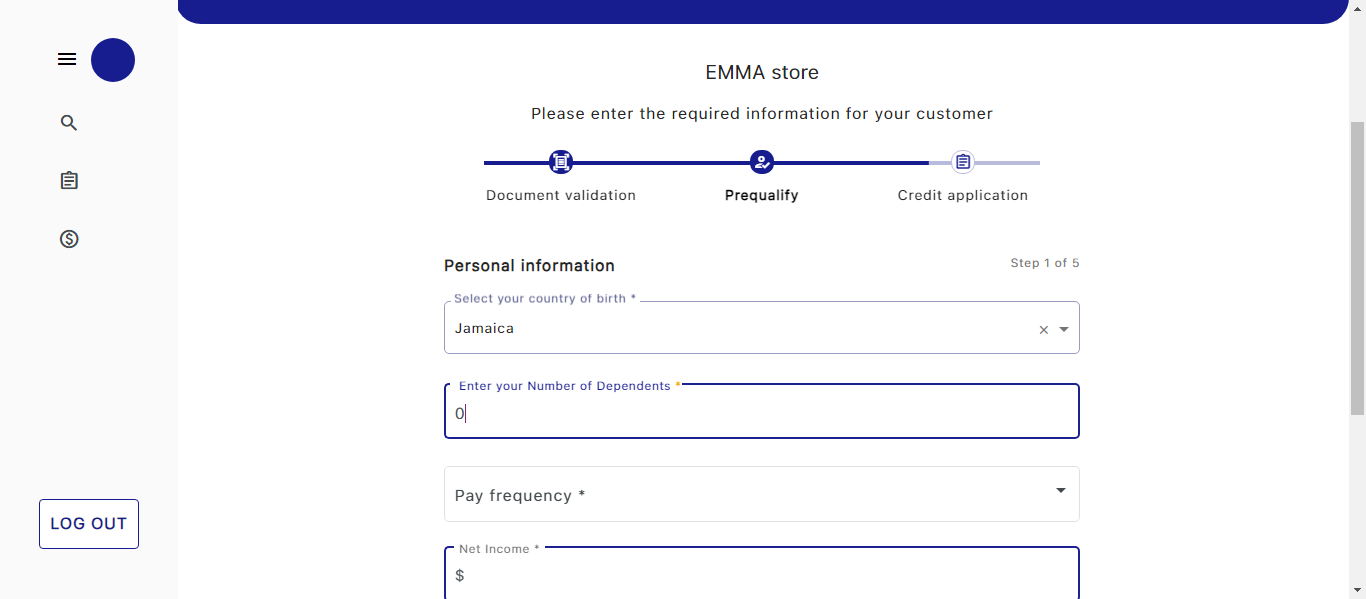 EMMA store
Please enter the required information for your customer
Document validation
Prequalify
Credit application
Personal information
Step 1 of 5
Select your country of birth *
Jamaica
Enter your Number of Dependents *
0
Pay frequency *
Net Income *
$
LOG OUT